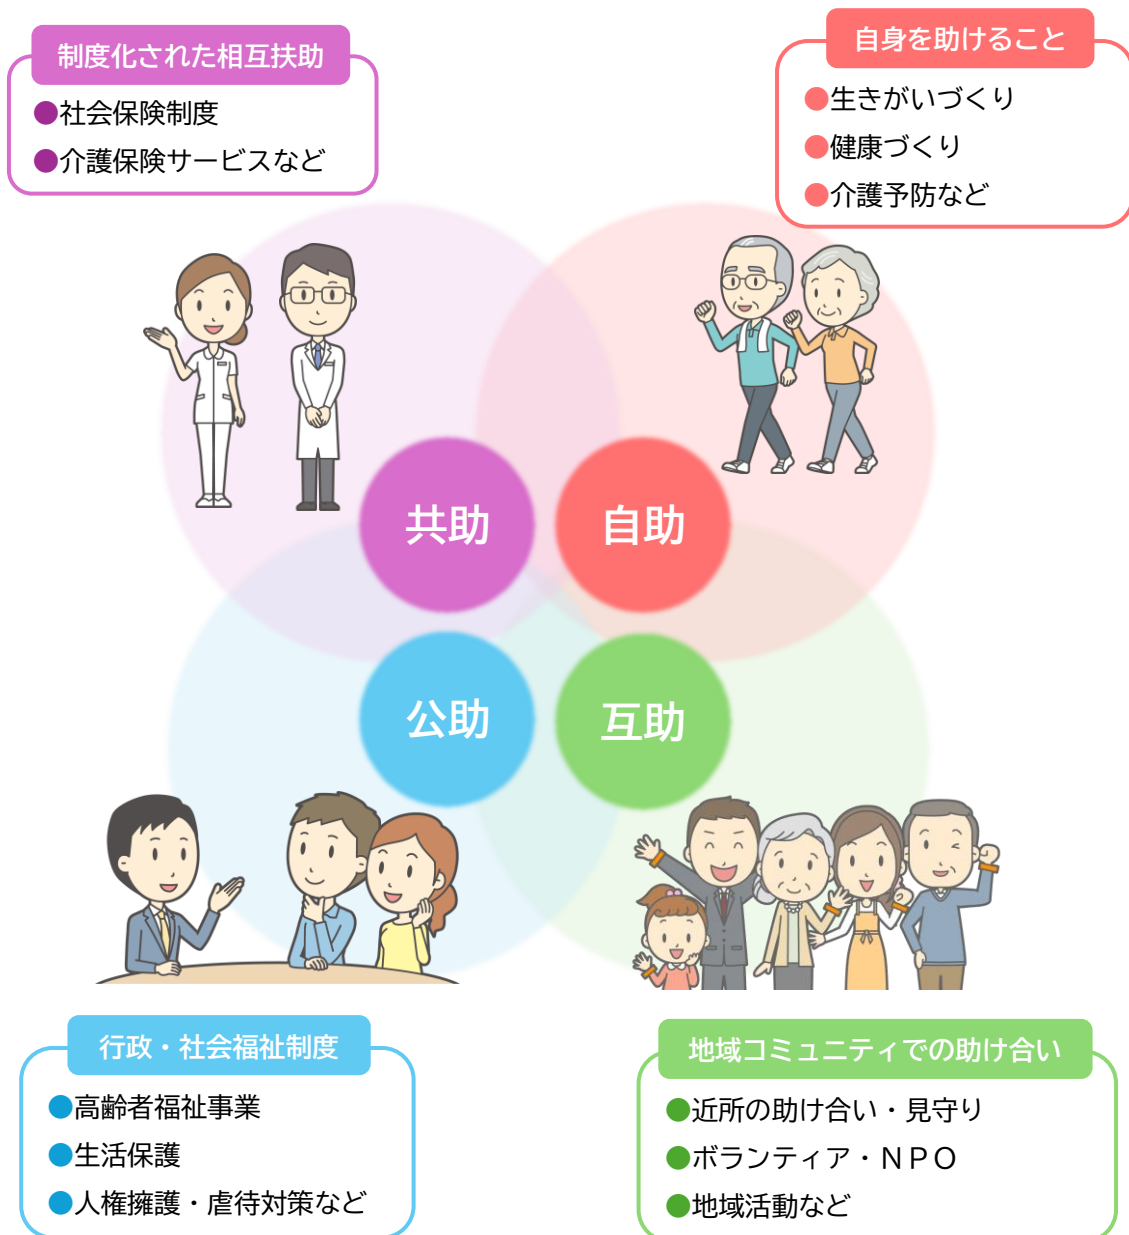 制度化された相互扶助
●社会保険制度
●介護保険サービスなど
自身を助けること
●生きがいづくり
●健康づくり
●介護予防など
共助
自助
公助
互助
行政・社会福祉制度
●高齢者福祉事業
●生活保護
●人権擁護・虐待対策など
地域コミュニティでの助け合い
●近所の助け合い・見守り
●ボランティア・ＮＰＯ
●地域活動など